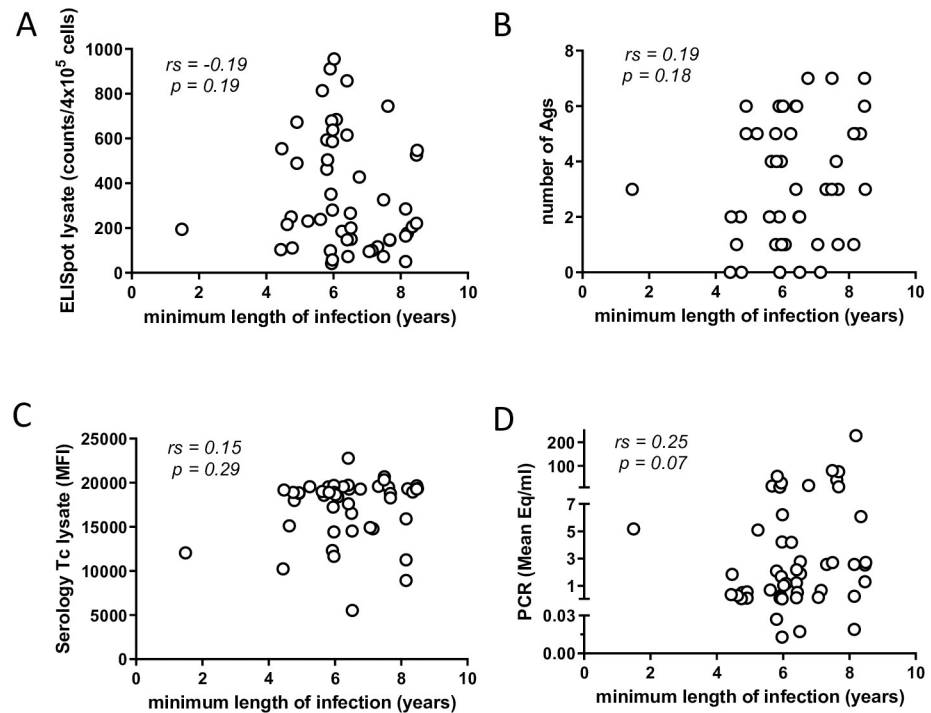 A
ELISpot lysate (counts/4x10⁵ cells)
1000
800
600
400
200
0
rs = -0.19
p = 0.19
0 2 4 6 8 10
minimum length of infection (years)
B
number of Ags
8
6
4
2
0
rs = 0.19
p = 0.18
0 2 4 6 8 10
minimum length of infection (years)
C
Serology Tc lysate (MFI)
25000
20000
15000
10000
5000
0
rs = 0.15
p = 0.29
0 2 4 6 8 10
minimum length of infection (years)
D
PCR (Mean Eq/ml)
200
100
7
5
3
1
0.03
0.00
rs = 0.25
p = 0.07
0 2 4 6 8 10
minimum length of infection (years)